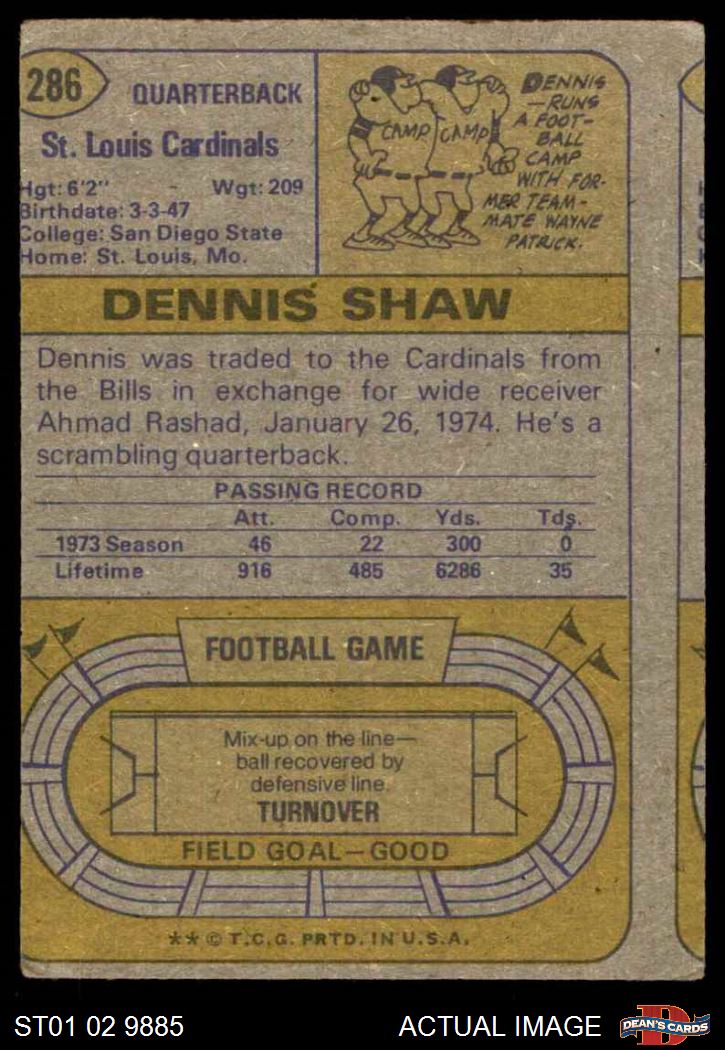 286
QUARTERBACK
St. Louis Cardinals
Hgt: 6'2" - Wgt: 209
Birthdate: 3-3-47
College: San Diego State
Home: St. Louis, Mo.
CAMP CAMP
DENNIS
—RUNS
A FOOT-
BALL
CAMP
WITH FOR-
MER TEAM-
MATE WAYNE
PATRICK.
DENNIS SHAW
Dennis was traded to the Cardinals from
the Bills in exchange for wide receiver
Ahmad Rashad, January 26, 1974. He's a
scrambling quarterback.
PASSING RECORD
Att. Comp. Yds. Tds.
1973 Season 46 22 300 0
Lifetime 916 485 6286 35
FOOTBALL GAME
Mix-up on the line—
ball recovered by
defensive line.
TURNOVER
FIELD GOAL—GOOD
** © T.C.G. PRTD. IN U.S.A.
ST01 02 9885
ACTUAL IMAGE
D
DEAN'S CARDS